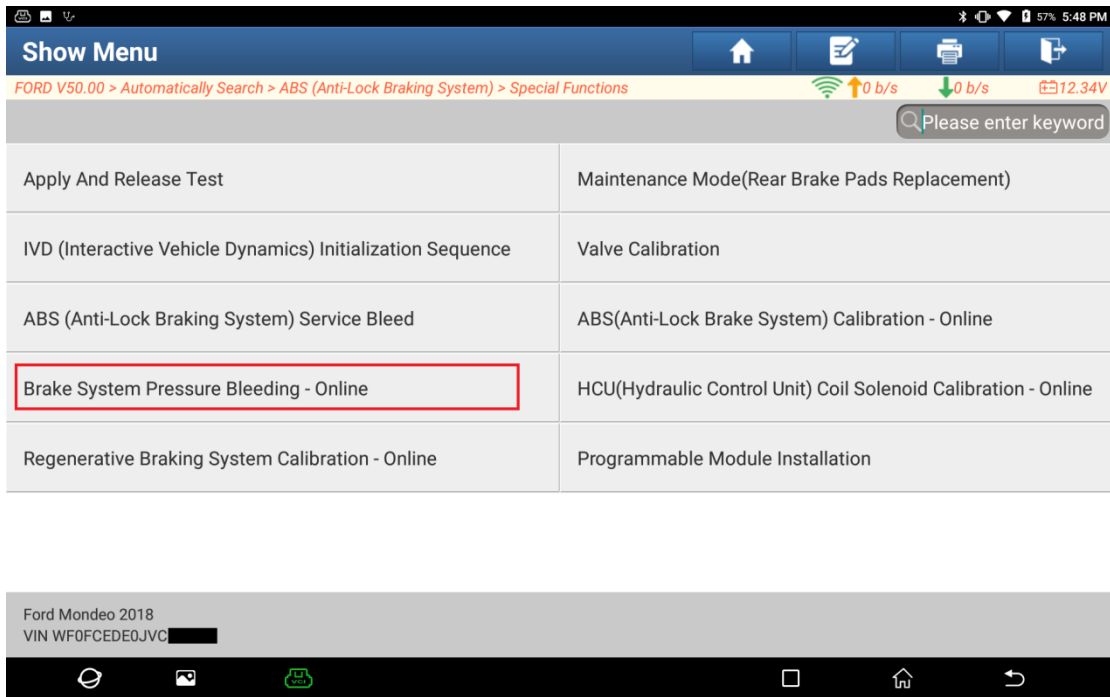 57% 5:48 PM
Show Menu
FORD V50.00 > Automatically Search > ABS (Anti-Lock Braking System) > Special Functions
0 b/s
0 b/s
12.34V
Please enter keyword
Apply And Release Test
Maintenance Mode(Rear Brake Pads Replacement)
IVD (Interactive Vehicle Dynamics) Initialization Sequence
Valve Calibration
ABS (Anti-Lock Braking System) Service Bleed
ABS(Anti-Lock Brake System) Calibration - Online
Brake System Pressure Bleeding - Online
HCU(Hydraulic Control Unit) Coil Solenoid Calibration - Online
Regenerative Braking System Calibration - Online
Programmable Module Installation
Ford Mondeo 2018
VIN WF0FCEDE0JVC
VCI